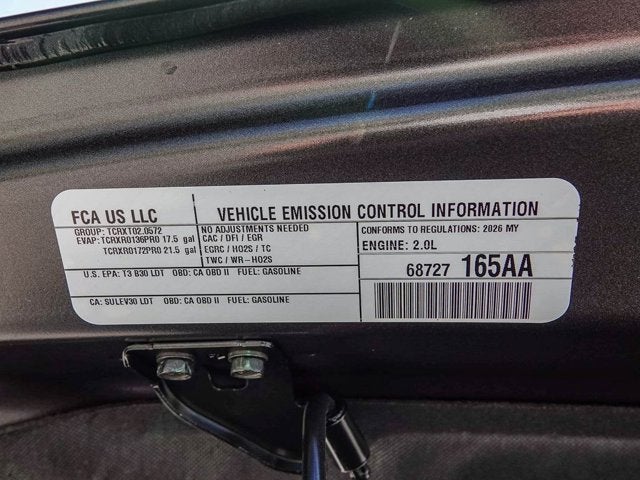 FCA US LLC
VEHICLE EMISSION CONTROL INFORMATION
GROUP: TCRXT02.0572
EVAP: TCRXR0136PR0 17.5 gal
TCRXR0172PR0 21.5 gal
NO ADJUSTMENTS NEEDED
CAC / DFI / EGR
EGRC / HO2S / TC
TWC / WR-HO2S
CONFORMS TO REGULATIONS: 2026 MY
ENGINE: 2.0L
U.S. EPA: T3 B30 LDT OBD: CA OBD II FUEL: GASOLINE
68727 165AA
CA: SULEV30 LDT OBD: CA OBD II FUEL: GASOLINE